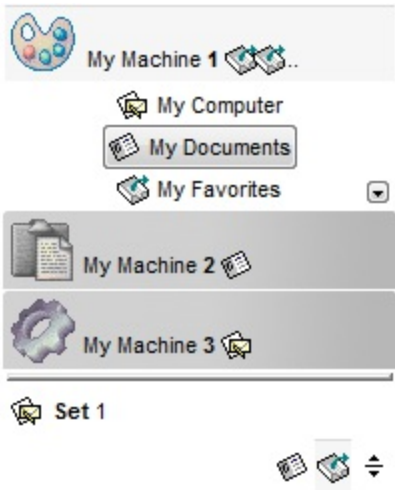 My Machine 1 ..
My Computer
My Documents
My Favorites
My Machine 2
My Machine 3
Set 1